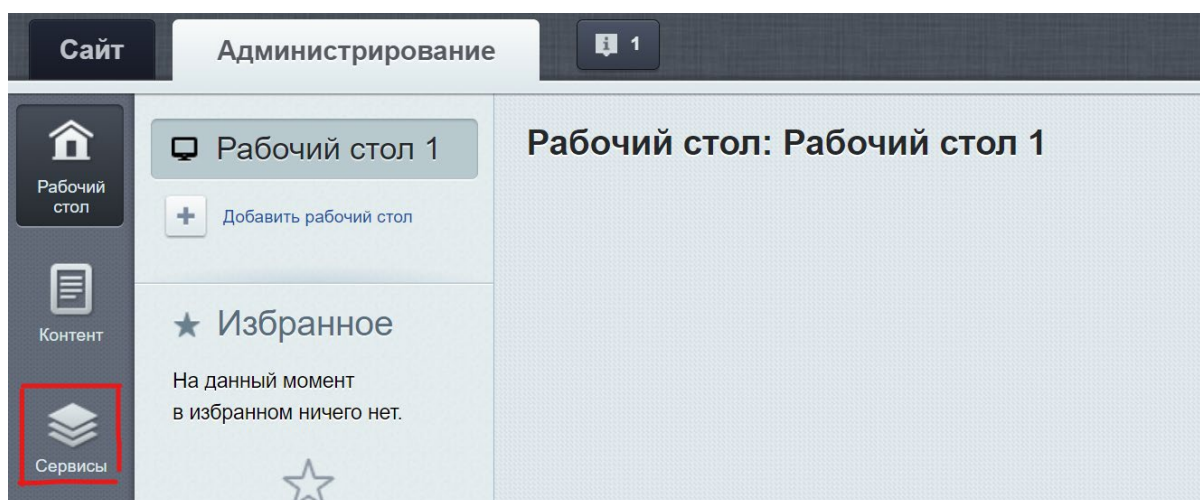 Сайт
Администрирование
1
Рабочий
стол
Контент
Сервисы
Рабочий стол 1
Добавить рабочий стол
Избранное
На данный момент
в избранном ничего нет.
Рабочий стол: Рабочий стол 1